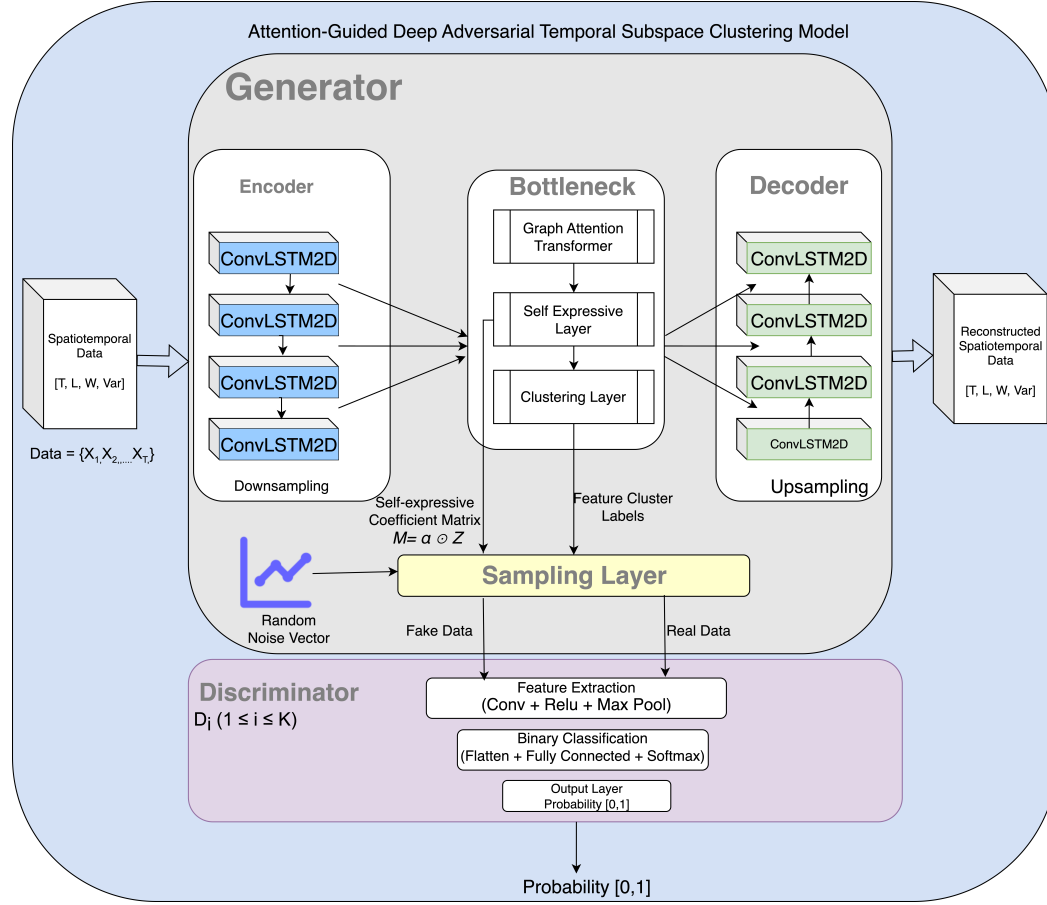 Attention-Guided Deep Adversarial Temporal Subspace Clustering Model
Generator
Encoder
ConvLSTM2D
ConvLSTM2D
ConvLSTM2D
ConvLSTM2D
Downsampling
Bottleneck
Graph Attention
Transformer
Self Expressive
Layer
Clustering Layer
Decoder
ConvLSTM2D
ConvLSTM2D
ConvLSTM2D
ConvLSTM2D
Upsampling
Spatiotemporal
Data
[T, L, W, Var]
Data = {X1,X2,,....XT,}
Reconstructed
Spatiotemporal
Data
[T, L, W, Var]
Self-expressive
Coefficient Matrix
M= α ⊙ Z
Feature Cluster
Labels
Sampling Layer
Random
Noise Vector
Fake Data
Real Data
Discriminator
Di (1 ≤ i ≤ K)
Feature Extraction
(Conv + Relu + Max Pool)
Binary Classification
(Flatten + Fully Connected + Softmax)
Output Layer
Probability [0,1]
Probability [0,1]